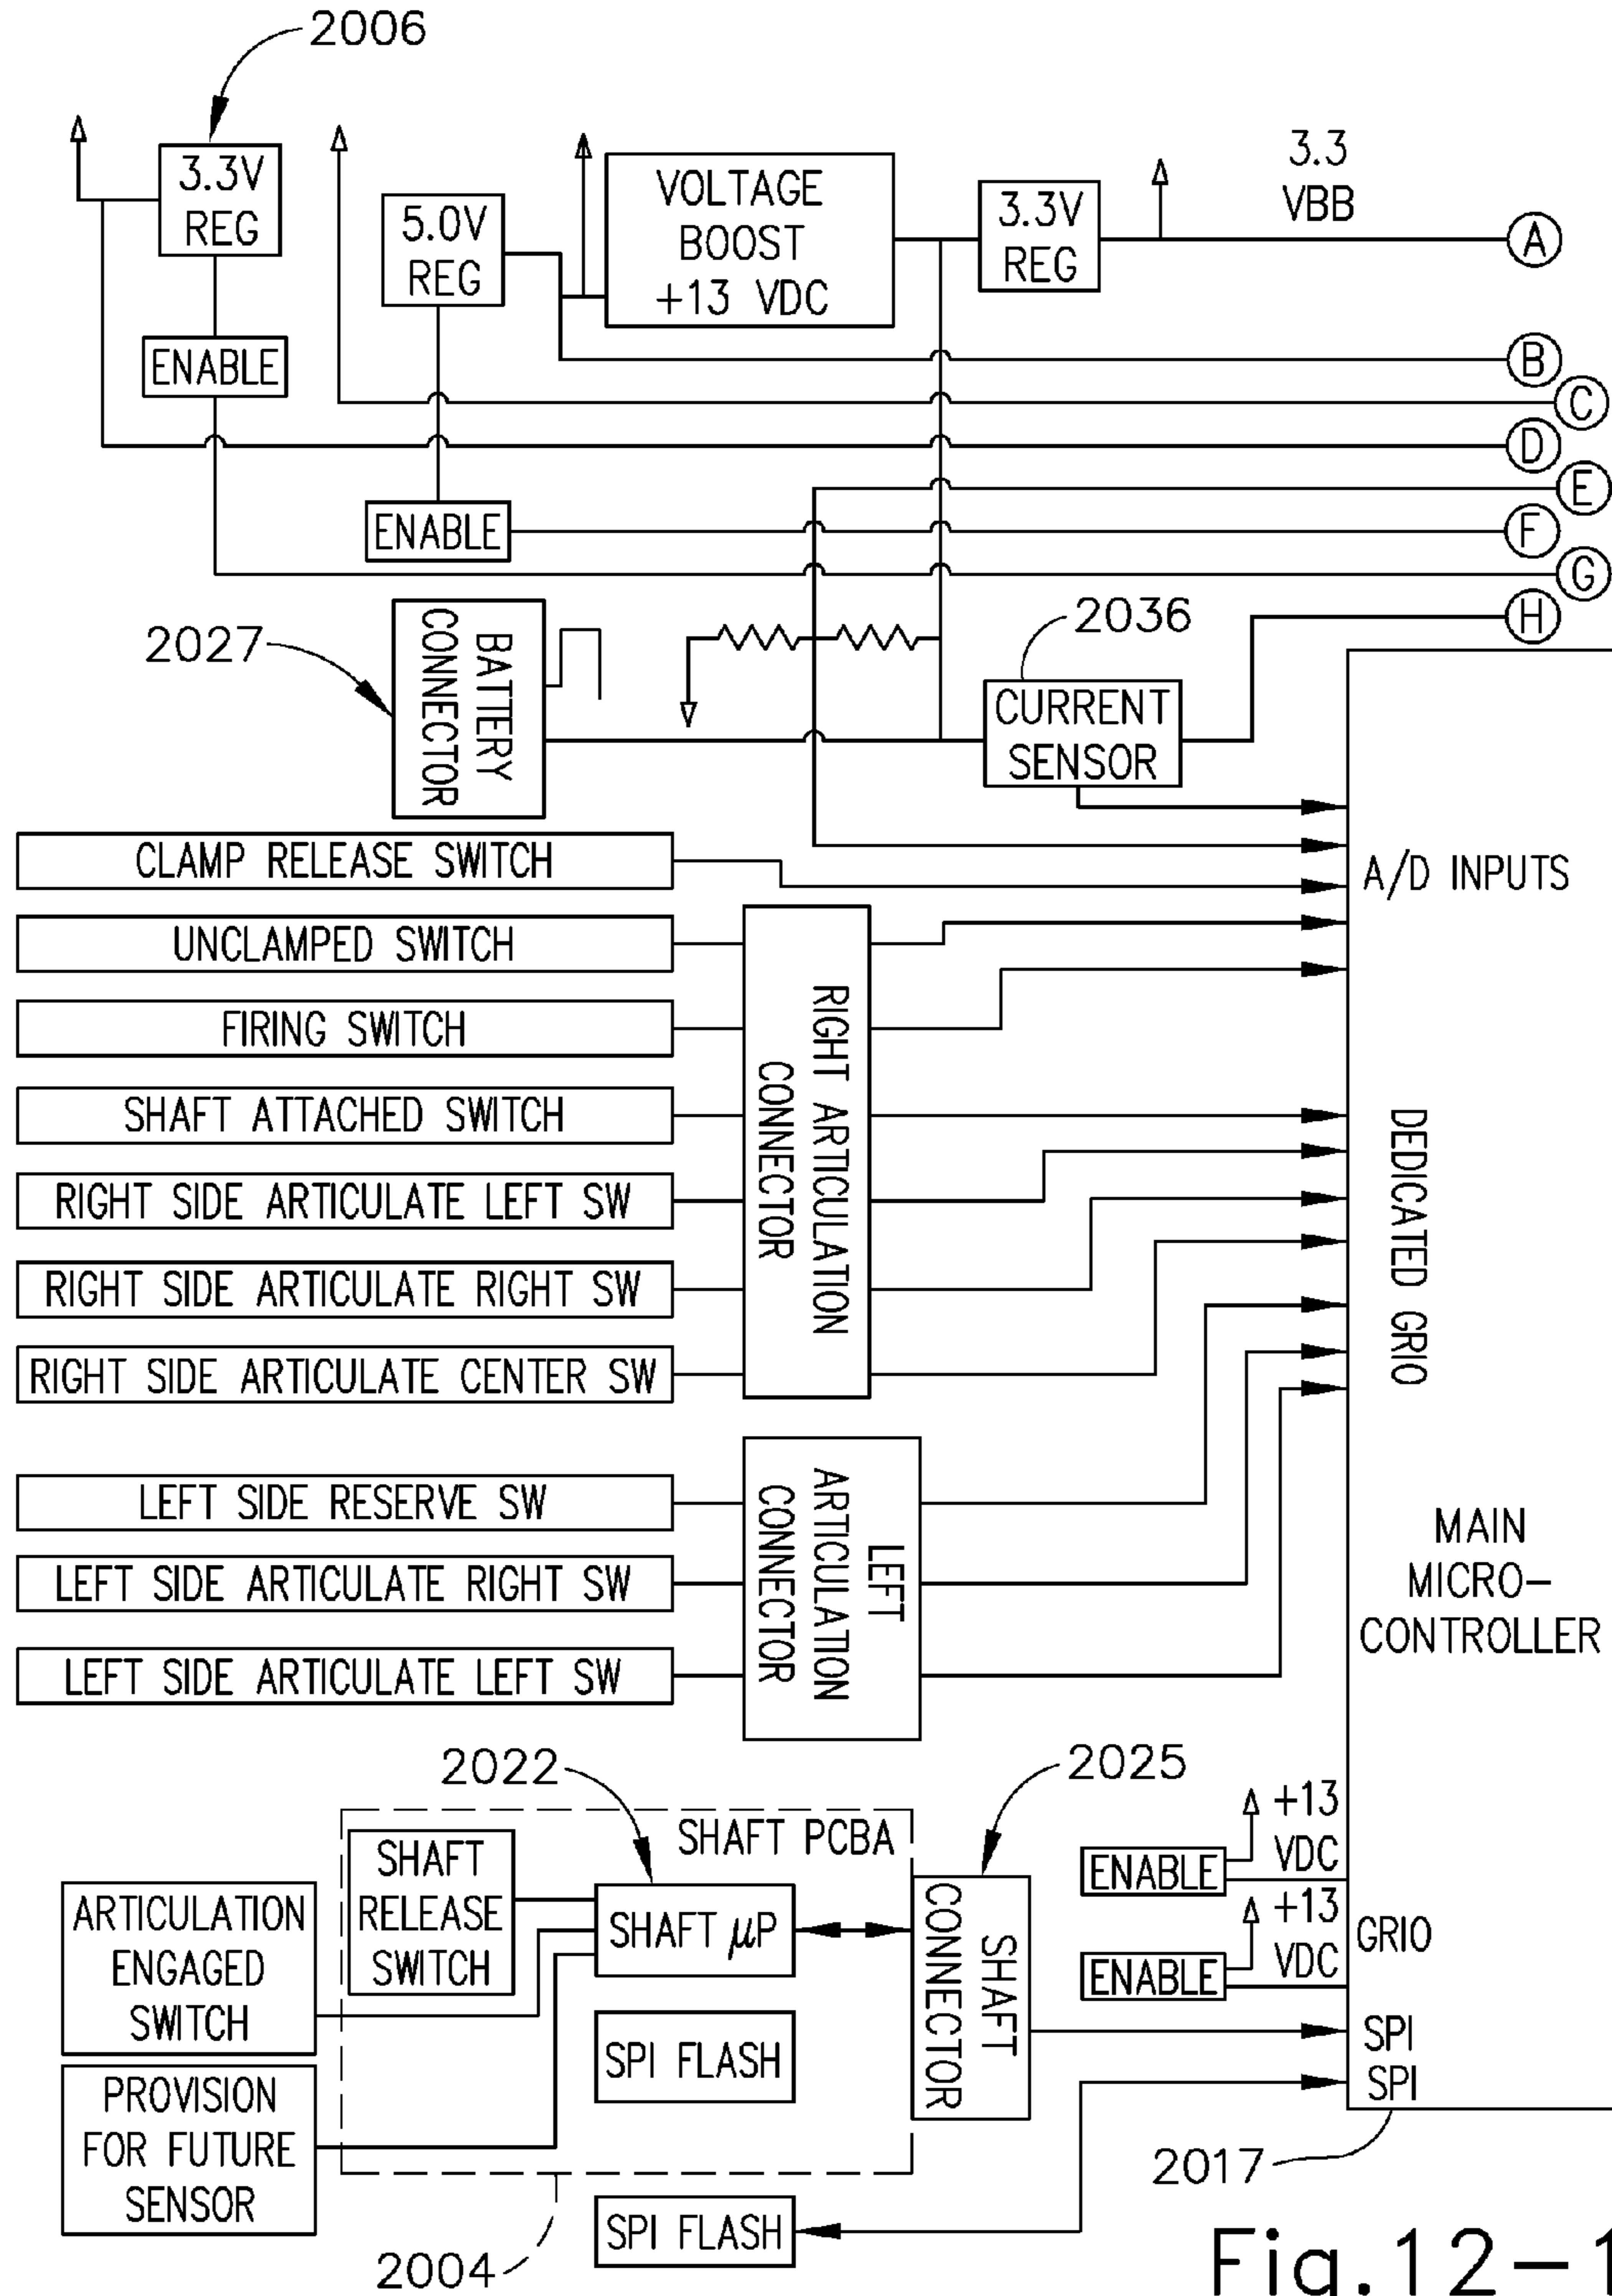 2006
3.3V
REG
5.0V
REG
VOLTAGE
BOOST
+13 VDC
3.3V
REG
3.3
VBB
A
ENABLE
B
C
D
E
ENABLE
F
G
H
2027
BATTERY
CONNECTOR
2036
CURRENT
SENSOR
CLAMP RELEASE SWITCH
A/D INPUTS
UNCLAMPED SWITCH
FIRING SWITCH
SHAFT ATTACHED SWITCH
RIGHT SIDE ARTICULATE LEFT SW
RIGHT SIDE ARTICULATE RIGHT SW
RIGHT SIDE ARTICULATE CENTER SW
RIGHT ARTICULATION
CONNECTOR
DEDICATED GRIO
LEFT SIDE RESERVE SW
LEFT SIDE ARTICULATE RIGHT SW
LEFT SIDE ARTICULATE LEFT SW
LEFT
ARTICULATION
CONNECTOR
MAIN
MICRO-
CONTROLLER
2022
2025
SHAFT PCBA
SHAFT
RELEASE
SWITCH
SHAFT μP
SHAFT
CONNECTOR
ENABLE
+13
VDC
ENABLE
+13
VDC
GRIO
ARTICULATION
ENGAGED
SWITCH
SPI FLASH
SPI
SPI
PROVISION
FOR FUTURE
SENSOR
2017
SPI FLASH
2004
Fig.12-1